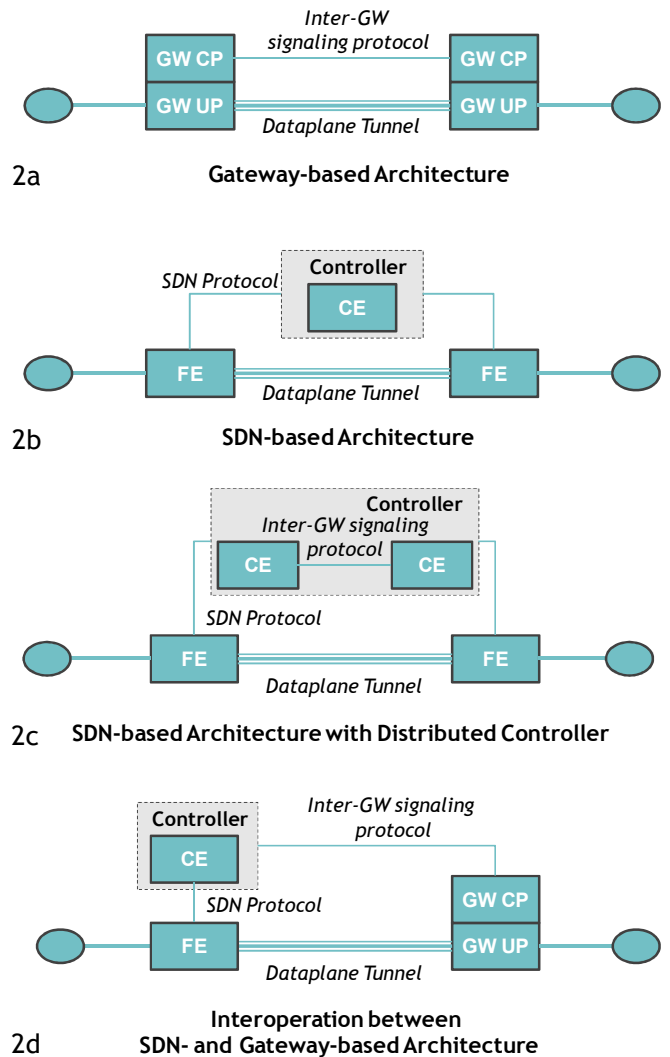 Inter-GW
signaling protocol
GW CP
GW CP
GW UP
GW UP
Dataplane Tunnel
2a
Gateway-based Architecture
Controller
SDN Protocol
CE
FE
FE
Dataplane Tunnel
2b
SDN-based Architecture
Controller
Inter-GW signaling
protocol
CE
CE
SDN Protocol
FE
FE
Dataplane Tunnel
2c
SDN-based Architecture with Distributed Controller
Inter-GW signaling
protocol
Controller
CE
GW CP
SDN Protocol
FE
GW UP
Dataplane Tunnel
Interoperation between
2d
SDN- and Gateway-based Architecture